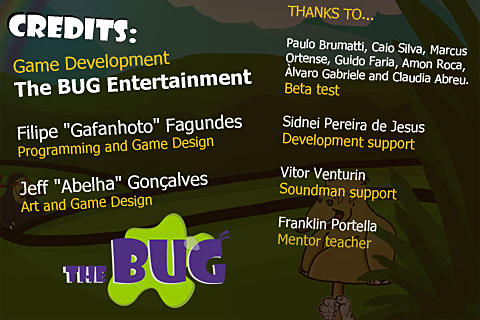 CREDITS:
Game Development
The BUG Entertainment
Filipe "Gafanhoto" Fagundes
Programming and Game Design
Jeff "Abelha" Gonçalves
Art and Game Design
THE BUG
THANKS TO...
Paulo Brumatti, Caio Silva, Marcus
Ortense, Guido Faria, Amon Roca,
Àlvaro Gabriele and Claudia Abreu.
Beta test
Sidnei Pereira de Jesus
Development support
Vitor Venturin
Soundman support
Franklin Portella
Mentor teacher